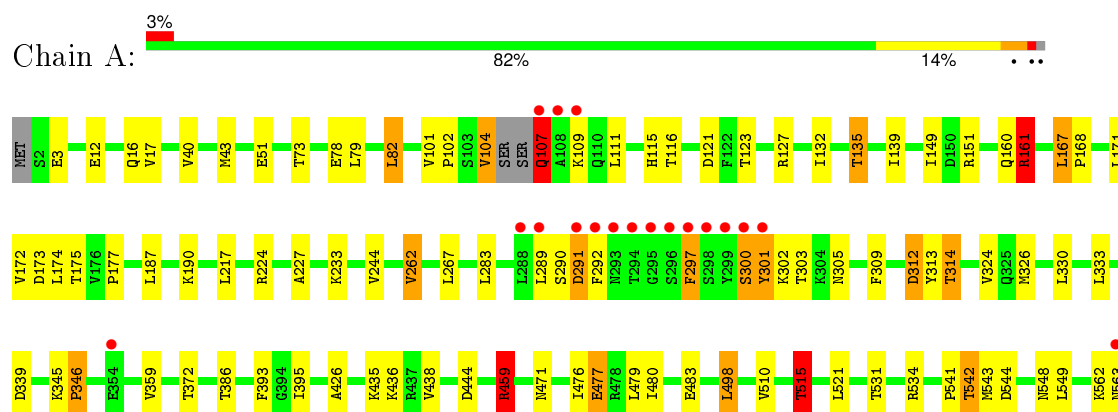 3%
Chain A:
82% 14%
MET S2 E3 E12 Q16 V17 V40 M43 E51 T73 E78 L79 L82 V101 P102 S103 V104 SER SER Q107 A108 K109 Q110 L111 H115 T116 D121 F122 T123 R127 I132 T135 I139 I149 D150 R151 Q160 R161 L167 P168 L171
V172 D173 L174 T175 V176 P177 L187 K190 L217 R224 A227 K233 V244 V262 L267 L283 L288 L289 S290 D291 F292 N293 T294 G295 S296 F297 S298 Y299 S300 Y301 K302 T303 K304 N305 F309 D312 Y313 T314 V324 Q325 M326 L330 L333
D339 K345 P346 E354 V359 T372 T386 F393 G394 I395 A426 K435 K436 R437 V438 D444 R459 N471 I476 E477 R478 L479 I480 E483 L498 V510 T515 L521 T531 R534 P541 T542 M543 D544 N548 L549 K562